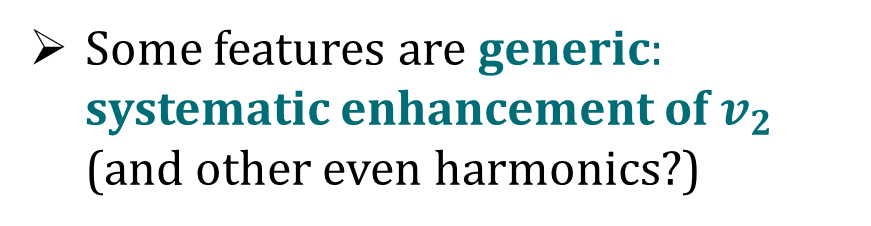 ➢ Some features are generic:
systematic enhancement of v₂
(and other even harmonics?)